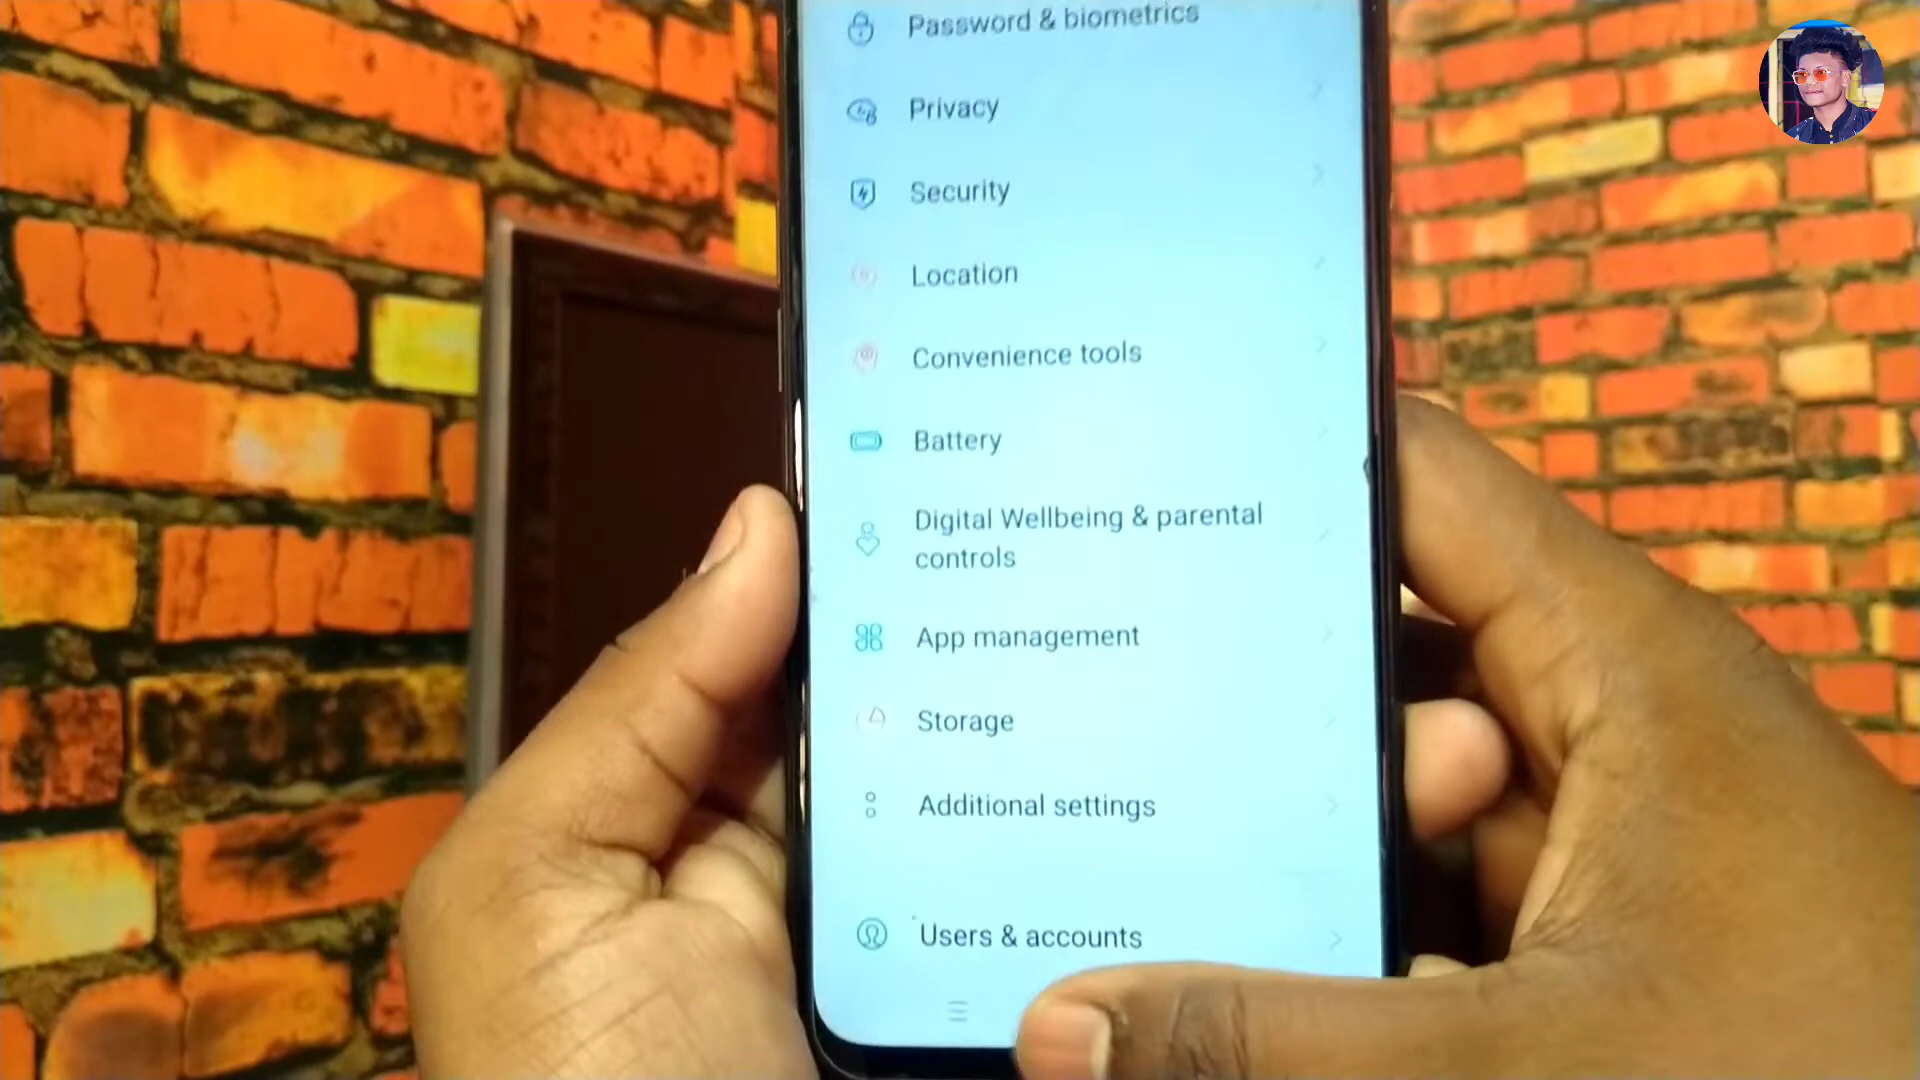 Password & biometrics
Privacy
Security
Location
Convenience tools
Battery
Digital Wellbeing & parental
controls
App management
Storage
Additional settings
Users & accounts